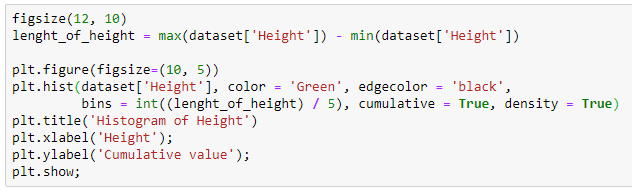 figsize(12, 10)
lenght_of_height = max(dataset['Height']) - min(dataset['Height'])
plt.figure(figsize=(10, 5))
plt.hist(dataset['Height'], color = 'Green', edgecolor = 'black',
bins = int((lenght_of_height) / 5), cumulative = True, density = True)
plt.title('Histogram of Height')
plt.xlabel('Height');
plt.ylabel('Cumulative value');
plt.show;